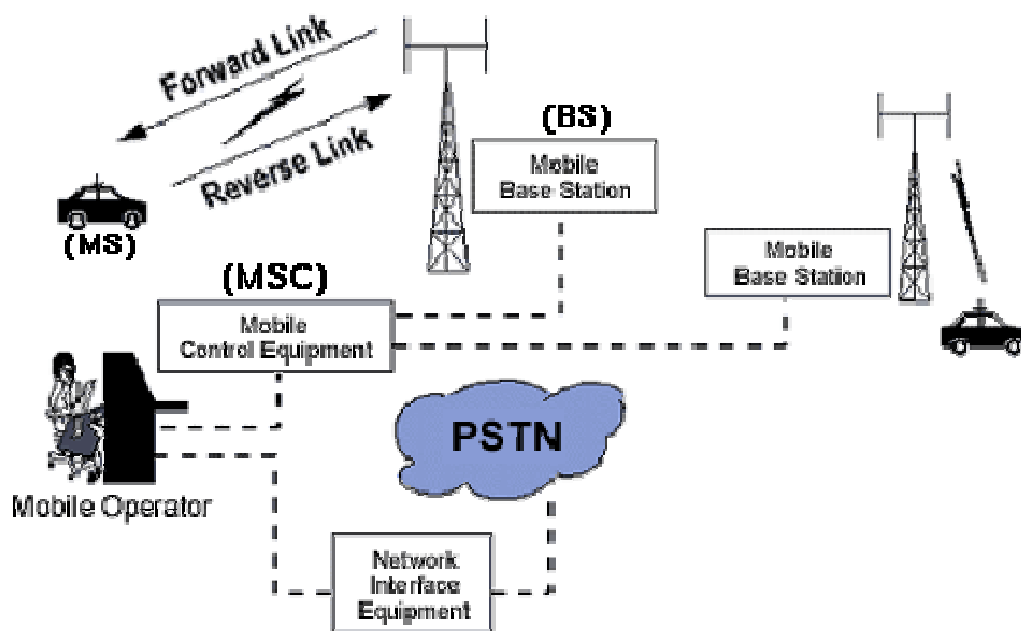 Forward Link
Reverse Link
(MS)
(BS)
Mobile
Base Station
Mobile
Base Station
(MSC)
Mobile
Control Equipment
PSTN
Mobile Operator
Network
Interface
Equipment